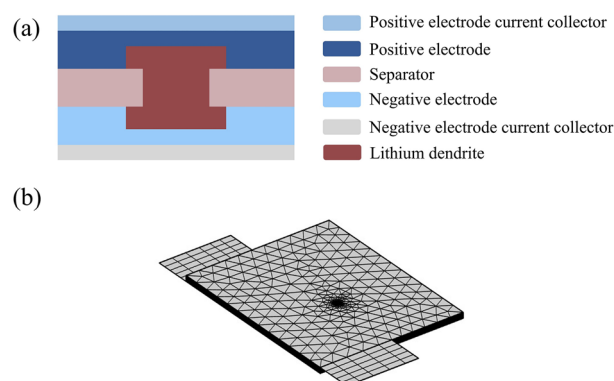 (a)
Positive electrode current collector
Positive electrode
Separator
Negative electrode
Negative electrode current collector
Lithium dendrite
(b)